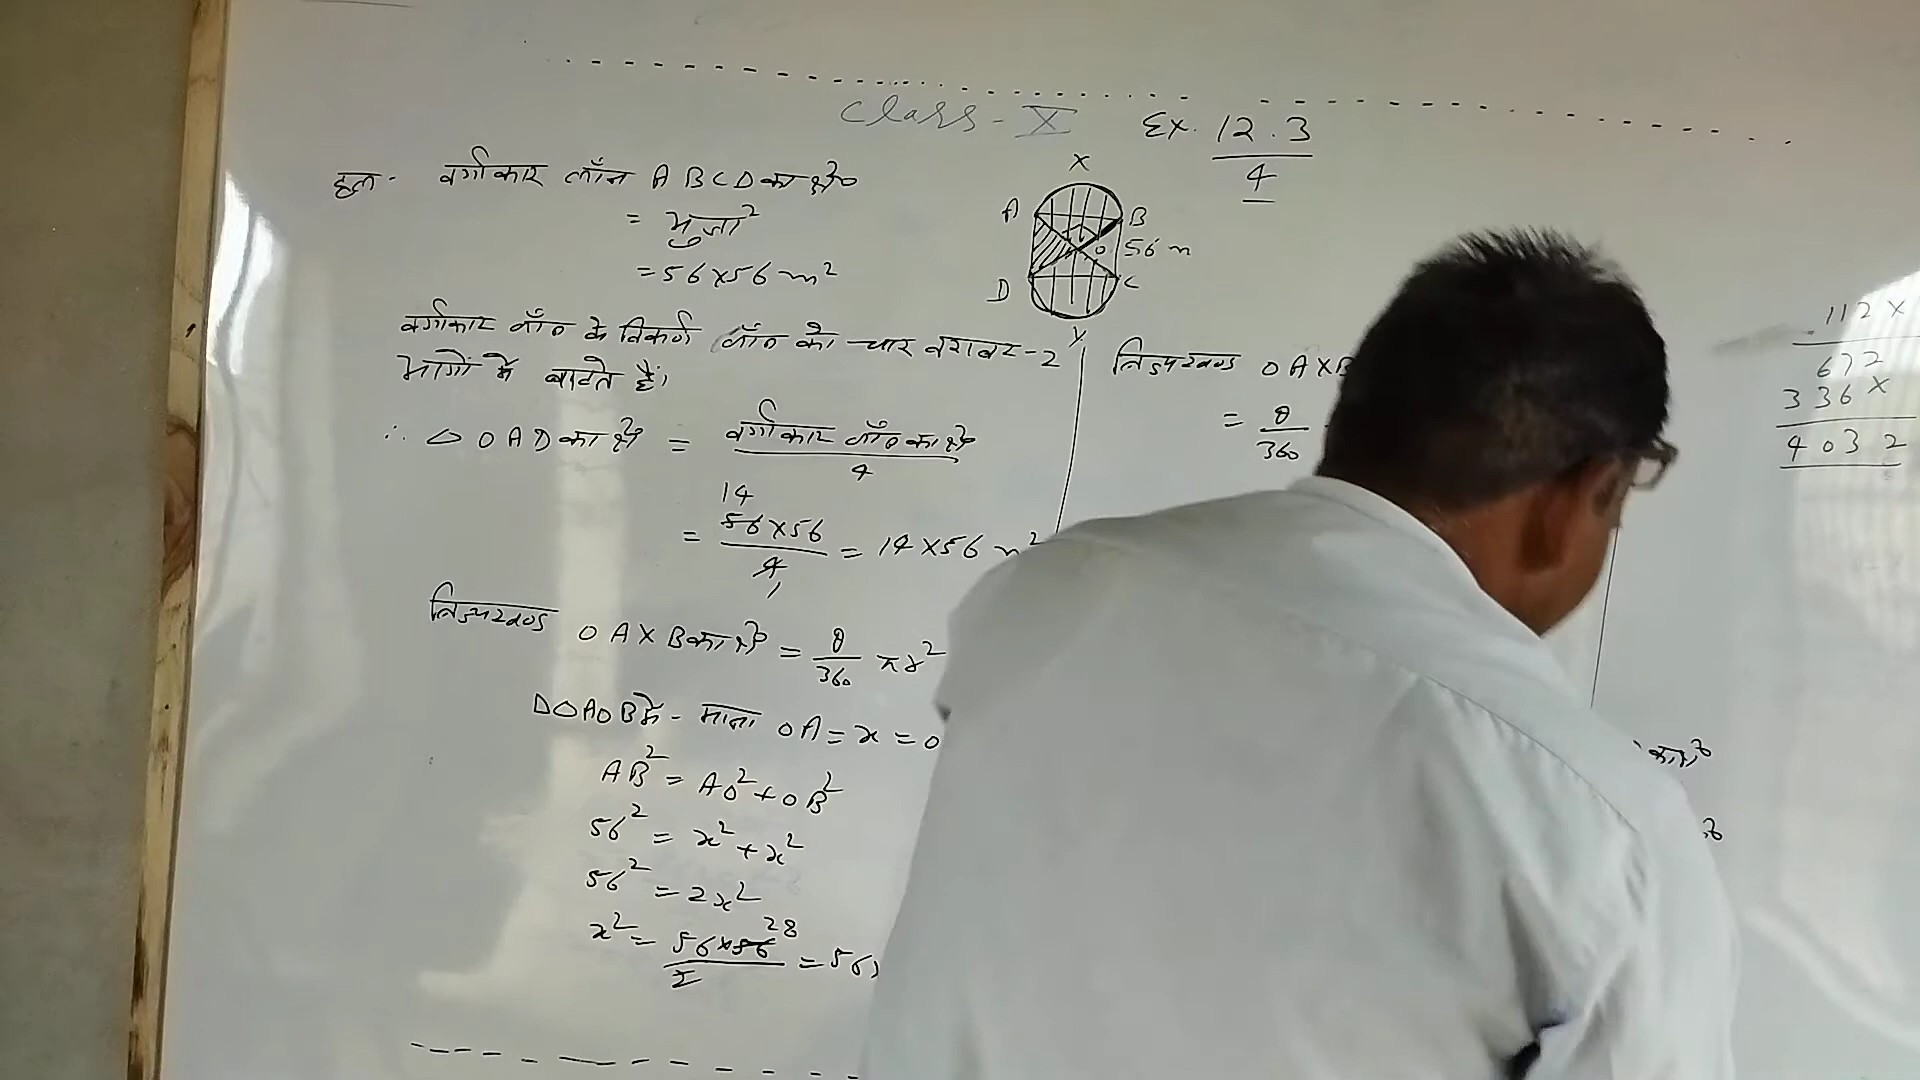 Class - X
Ex. 12.3
4
हल- वर्गाकार लॉन ABCD का क्षे०
= भुजा²
= 56×56 m²
X
A B
O 56 m
D C
Y
वर्गाकार लॉन के विकर्ण लॉन को चार बराबर-2
भागों में बाटते हैं।
∴ △OAD का क्षे० = वर्गाकार लॉन का क्षे० / 4
14
= 56×56 / 4 = 14×56 m²
1
त्रिज्यखण्ड OAXB का क्षे० = θ/360 πr²
△AOB में- माना OA = x = O
AB² = AO² + OB²
56² = x² + x²
56² = 2x²
x² = 56×56 / 2 = 56
28
त्रिज्यखण्ड OAXB
= θ/360
112×
672
336×
4032